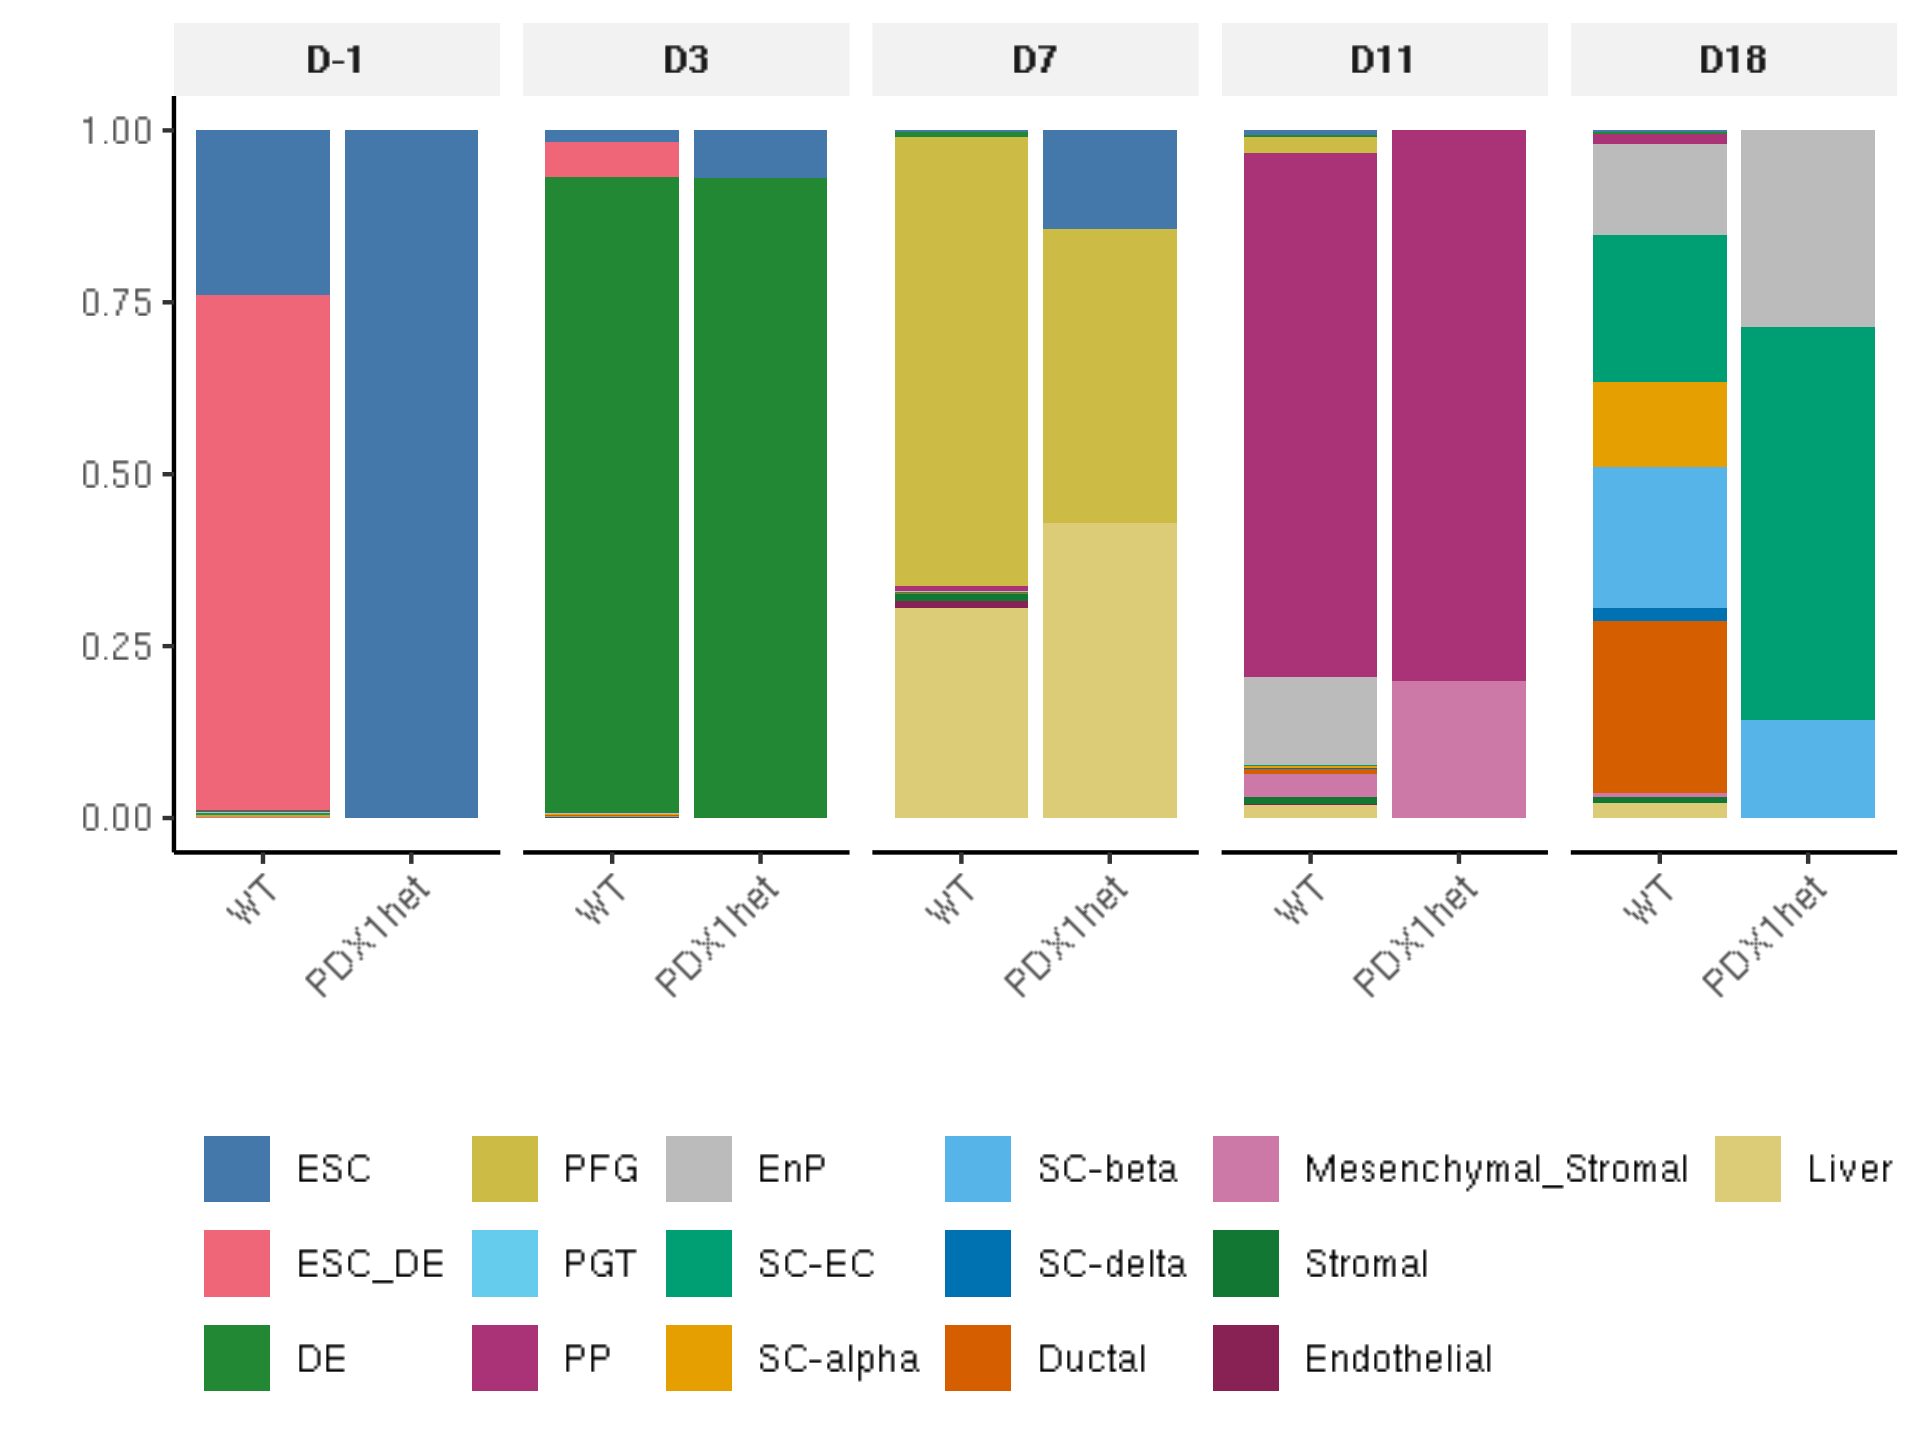 D-1 D3 D7 D11 D18
1.00
0.75
0.50
0.25
0.00
WT PDX1het WT PDX1het WT PDX1het WT PDX1het WT PDX1het
ESC PFG EnP SC-beta Mesenchymal_Stromal Liver
ESC_DE PGT SC-EC SC-delta Stromal
DE PP SC-alpha Ductal Endothelial